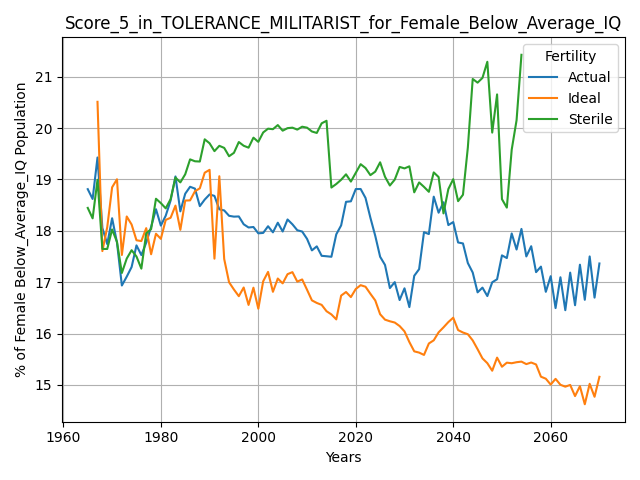 Score_5_in_TOLERANCE_MILITARIST_for_Female_Below_Average_IQ
% of Female Below_Average_IQ Population
21
20
19
18
17
16
15
Fertility
Actual
Ideal
Sterile
1960
1980
2000
2020
2040
2060
Years